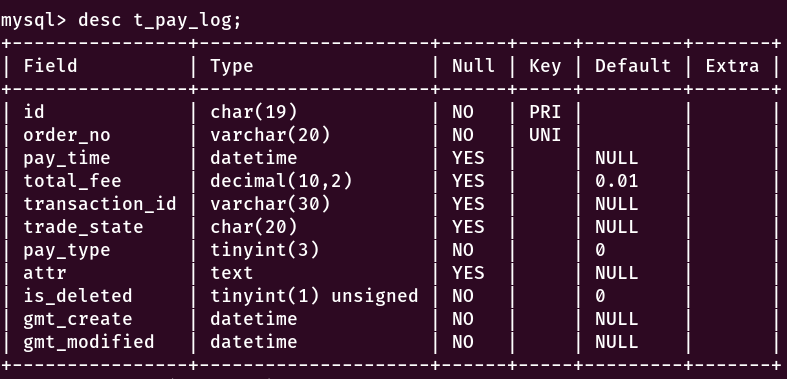 mysql> desc t_pay_log;
+----------------+---------------------+------+-----+---------+-------+
| Field          | Type                | Null | Key | Default | Extra |
+----------------+---------------------+------+-----+---------+-------+
| id             | char(19)            | NO   | PRI |         |       |
| order_no       | varchar(20)         | NO   | UNI |         |       |
| pay_time       | datetime            | YES  |     | NULL    |       |
| total_fee      | decimal(10,2)       | YES  |     | 0.01    |       |
| transaction_id | varchar(30)         | YES  |     | NULL    |       |
| trade_state    | char(20)            | YES  |     | NULL    |       |
| pay_type       | tinyint(3)          | NO   |     | 0       |       |
| attr           | text                | YES  |     | NULL    |       |
| is_deleted     | tinyint(1) unsigned | NO   |     | 0       |       |
| gmt_create     | datetime            | NO   |     | NULL    |       |
| gmt_modified   | datetime            | NO   |     | NULL    |       |
+----------------+---------------------+------+-----+---------+-------+